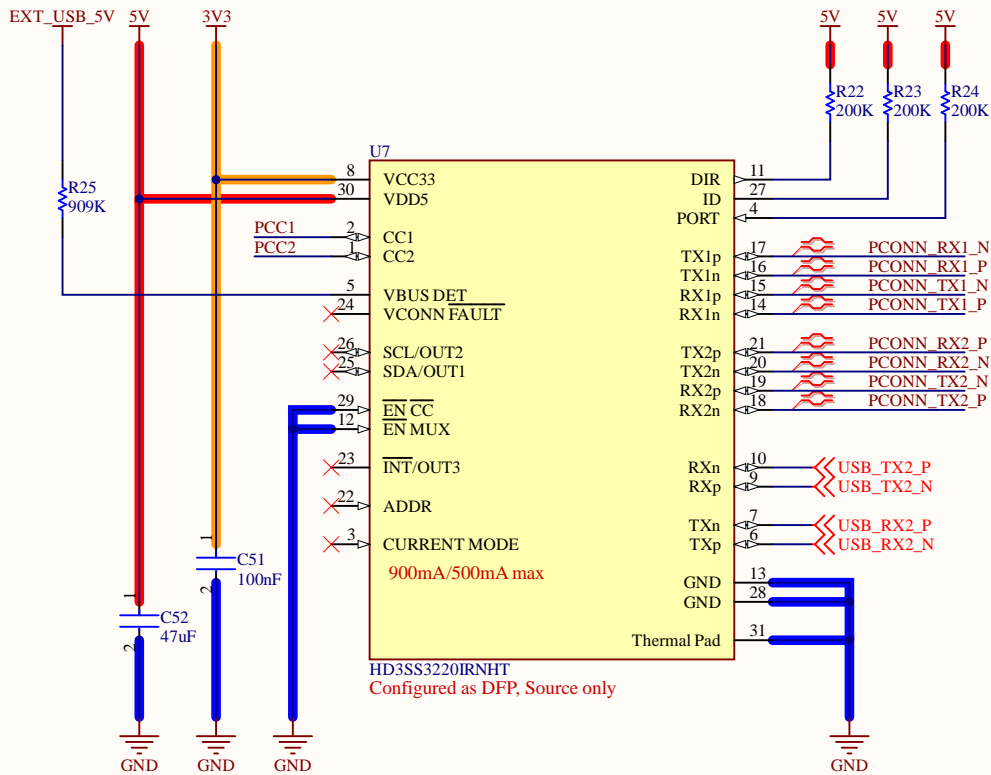 EXT_USB_5V 5V 3V3 5V 5V 5V
R22 200K
R23 200K
R24 200K
R25 909K
U7
8 VCC33
30 VDD5
PCC1 2 CC1
PCC2 1 CC2
5 VBUS DET
24 VCONN FAULT
26 SCL/OUT2
25 SDA/OUT1
29 EN CC
12 EN MUX
23 INT/OUT3
22 ADDR
3 CURRENT MODE
900mA/500mA max
DIR 11
ID 27
PORT 4
TX1p 17 PCONN_RX1_N
TX1n 16 PCONN_RX1_P
RX1p 15 PCONN_TX1_N
RX1n 14 PCONN_TX1_P
TX2p 21 PCONN_RX2_P
TX2n 20 PCONN_RX2_N
RX2p 19 PCONN_TX2_N
RX2n 18 PCONN_TX2_P
RXn 10 USB_TX2_P
RXp 9 USB_TX2_N
TXn 7 USB_RX2_P
TXp 6 USB_RX2_N
GND 13
GND 28
Thermal Pad 31
1 C51
2 100nF
1 C52
2 47uF
HD3SS3220IRNHT
Configured as DFP, Source only
GND GND GND GND